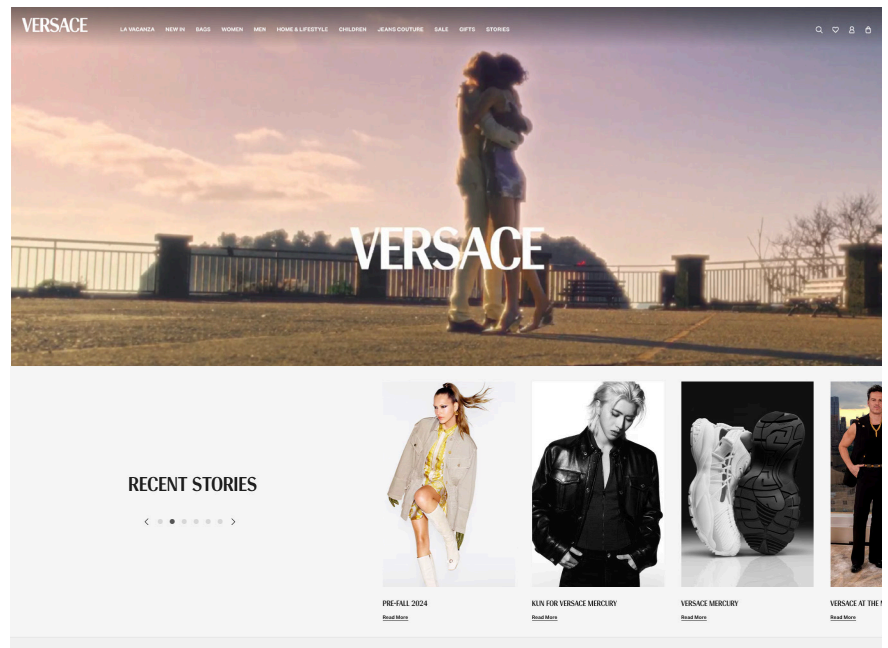 VERSACE
LA VACANZA NEW IN BAGS WOMEN MEN HOME & LIFESTYLE CHILDREN JEANS COUTURE SALE GIFTS STORIES
VERSACE
RECENT STORIES
PRE-FALL 2024
Read More
KUN FOR VERSACE MERCURY
Read More
VERSACE MERCURY
Read More
VERSACE AT THE
Read More